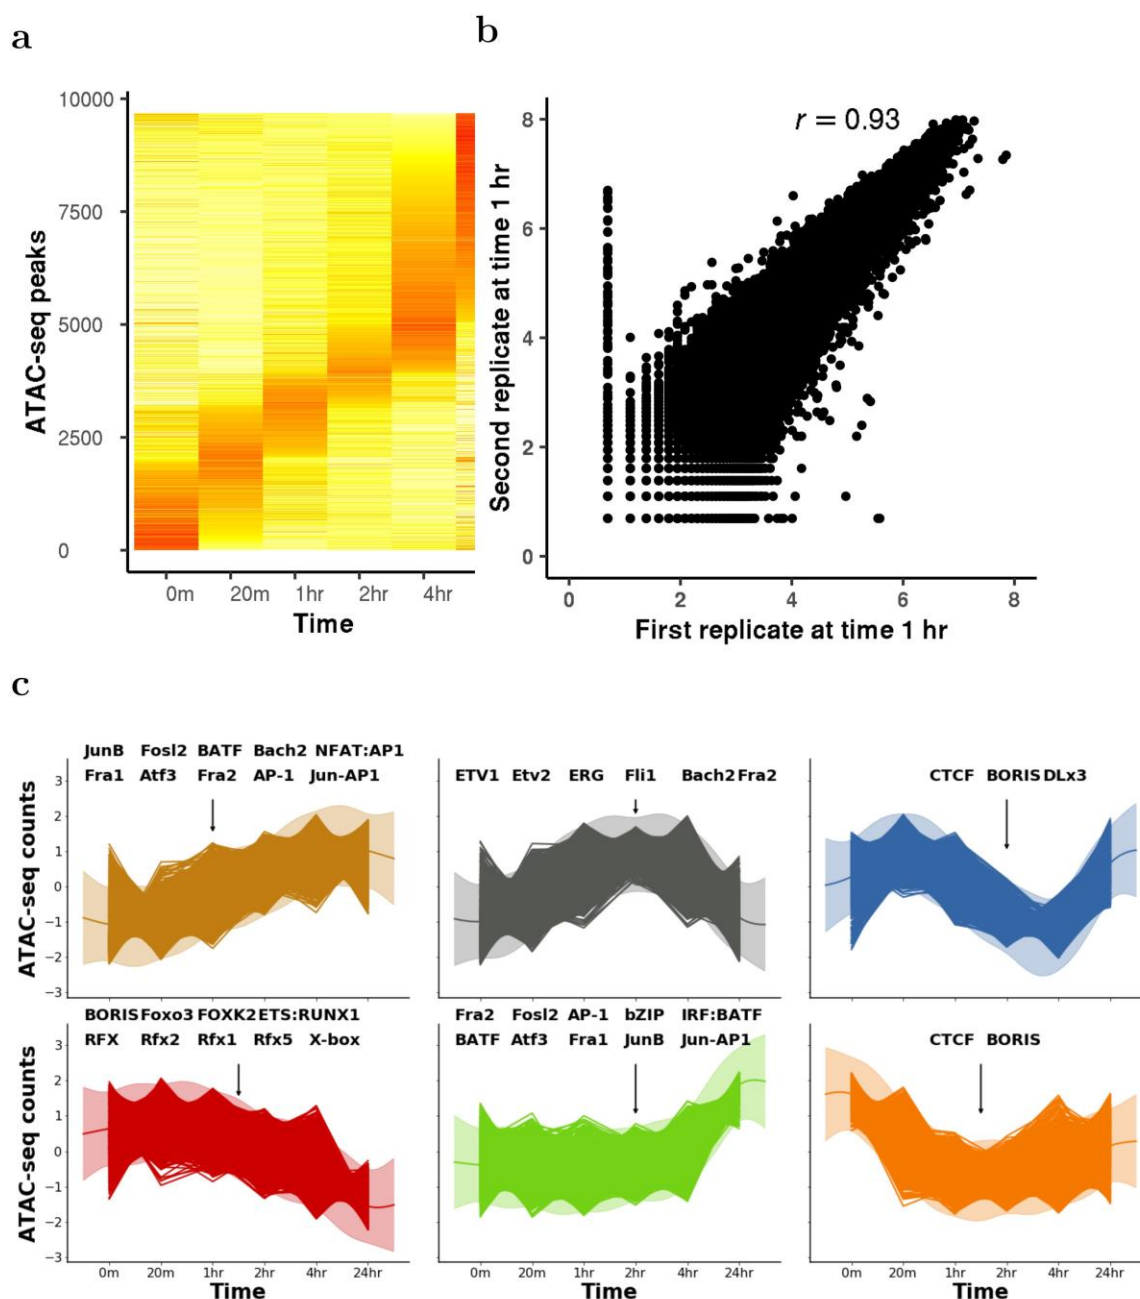 a
b
10000
7500
5000
2500
0
ATAC-seq peaks
0m 20m 1hr 2hr 4hr
Time
r = 0.93
8
6
4
2
0
Second replicate at time 1 hr
0 2 4 6 8
First replicate at time 1 hr
c
JunB Fosl2 BATF Bach2 NFAT:AP1
Fra1 Atf3 Fra2 AP-1 Jun-AP1
ETV1 Etv2 ERG Fli1 Bach2 Fra2
CTCF BORIS DLx3
3
2
1
0
−1
−2
−3
ATAC-seq counts
BORIS Foxo3 FOXK2 ETS:RUNX1
RFX Rfx2 Rfx1 Rfx5 X-box
Fra2 Fosl2 AP-1 bZIP IRF:BATF
BATF Atf3 Fra1 JunB Jun-AP1
CTCF BORIS
3
2
1
0
−1
−2
−3
ATAC-seq counts
0m 20m 1hr 2hr 4hr 24hr
Time
0m 20m 1hr 2hr 4hr 24hr
Time
0m 20m 1hr 2hr 4hr 24hr
Time